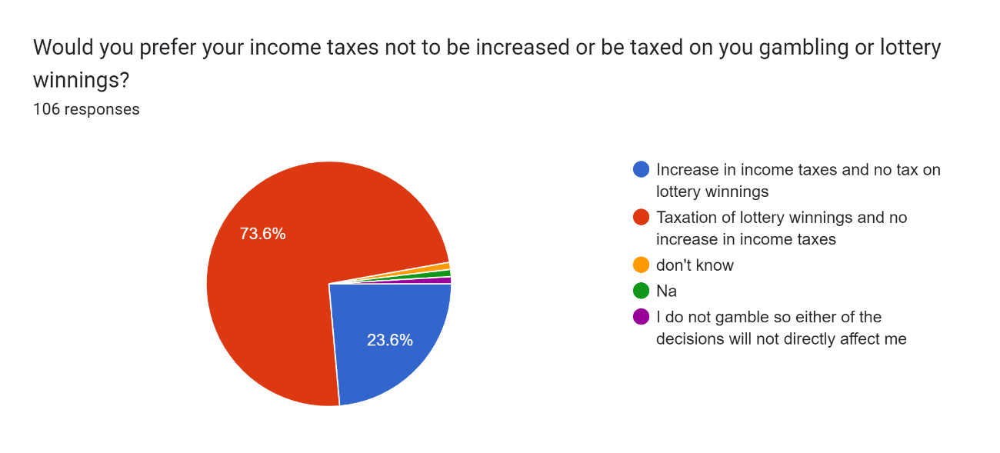 Would you prefer your income taxes not to be increased or be taxed on you gambling or lottery
winnings?
106 responses
73.6%
23.6%
Increase in income taxes and no tax on
lottery winnings
Taxation of lottery winnings and no
increase in income taxes
don't know
Na
I do not gamble so either of the
decisions will not directly affect me